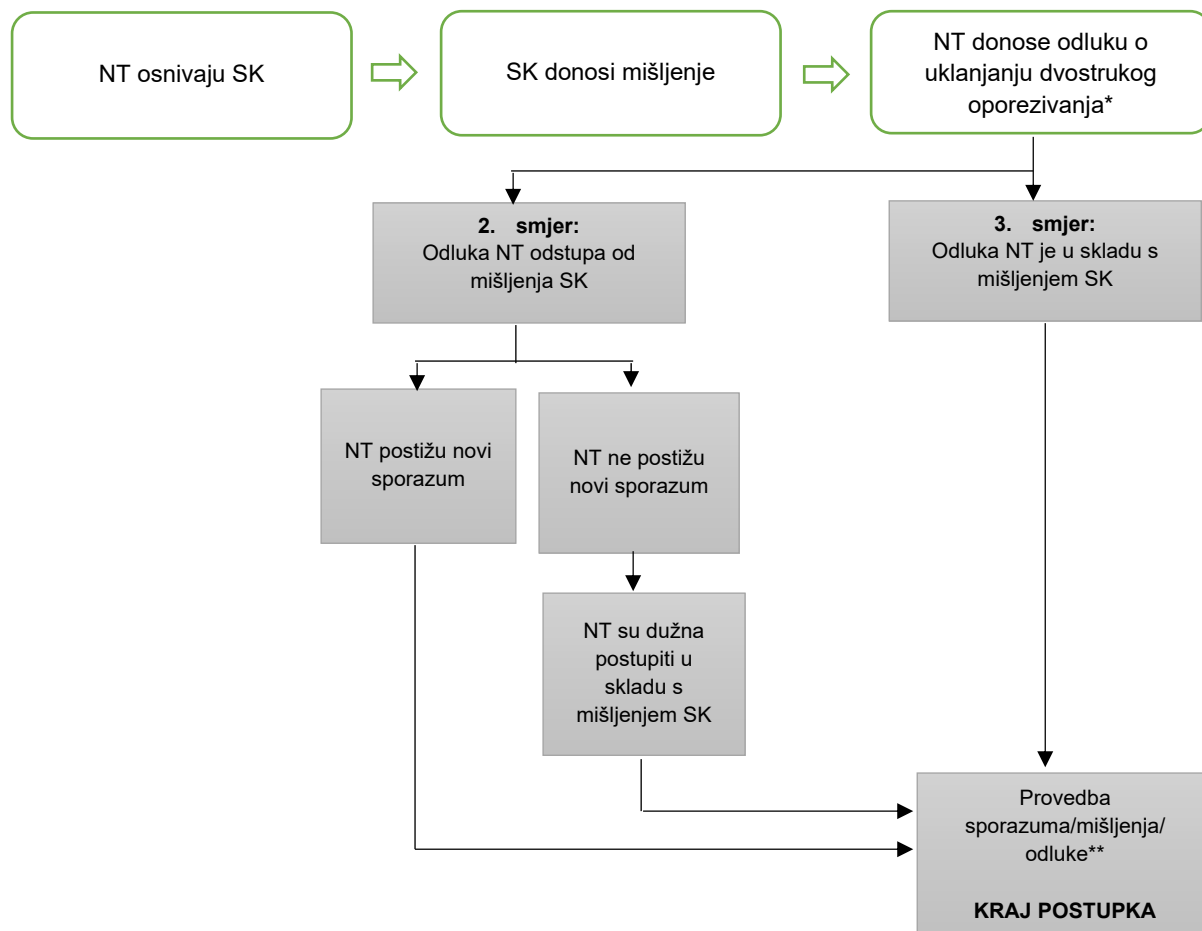 NT osnivaju SK
SK donosi mišljenje
NT donose odluku o
uklanjanju dvostrukog
oporezivanja*
2. smjer:
Odluka NT odstupa od
mišljenja SK
3. smjer:
Odluka NT je u skladu s
mišljenjem SK
NT postižu novi
sporazum
NT ne postižu
novi sporazum
NT su dužna
postupiti u
skladu s
mišljenjem SK
Provedba
sporazuma/mišljenja/
odluke**
KRAJ POSTUPKA